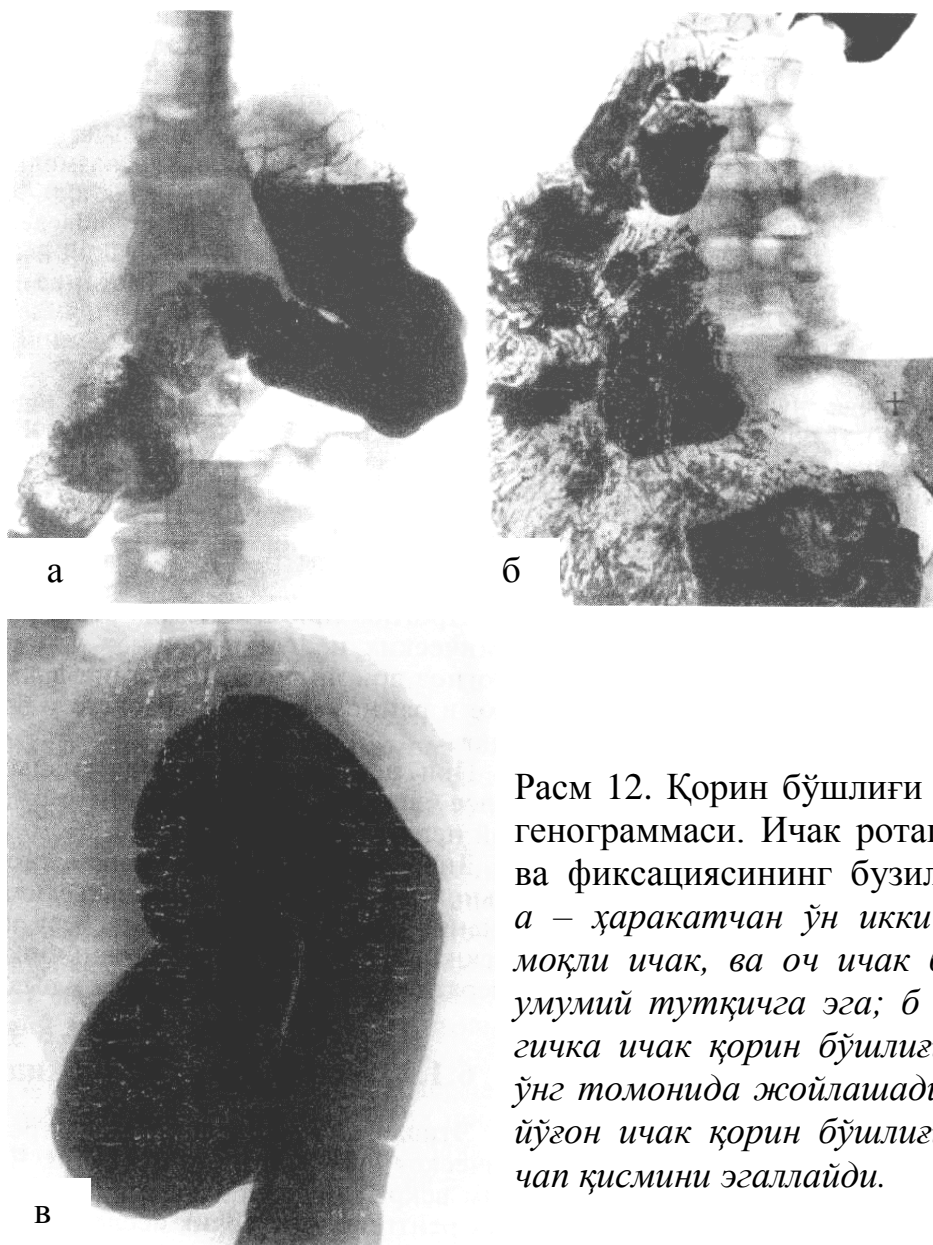 а
б
в
Расм 12. Қорин бўшлиғи
генограммаси. Ичак рота
ва фиксациясининг бузил
а – ҳаракатчан ўн икки
моқли ичак, ва оч ичак
умумий тутқичга эга; б
гичка ичак қорин бўшлиғ
ўнг томонида жойлашади
йўғон ичак қорин бўшлиғ
чап қисмини эгаллайди.